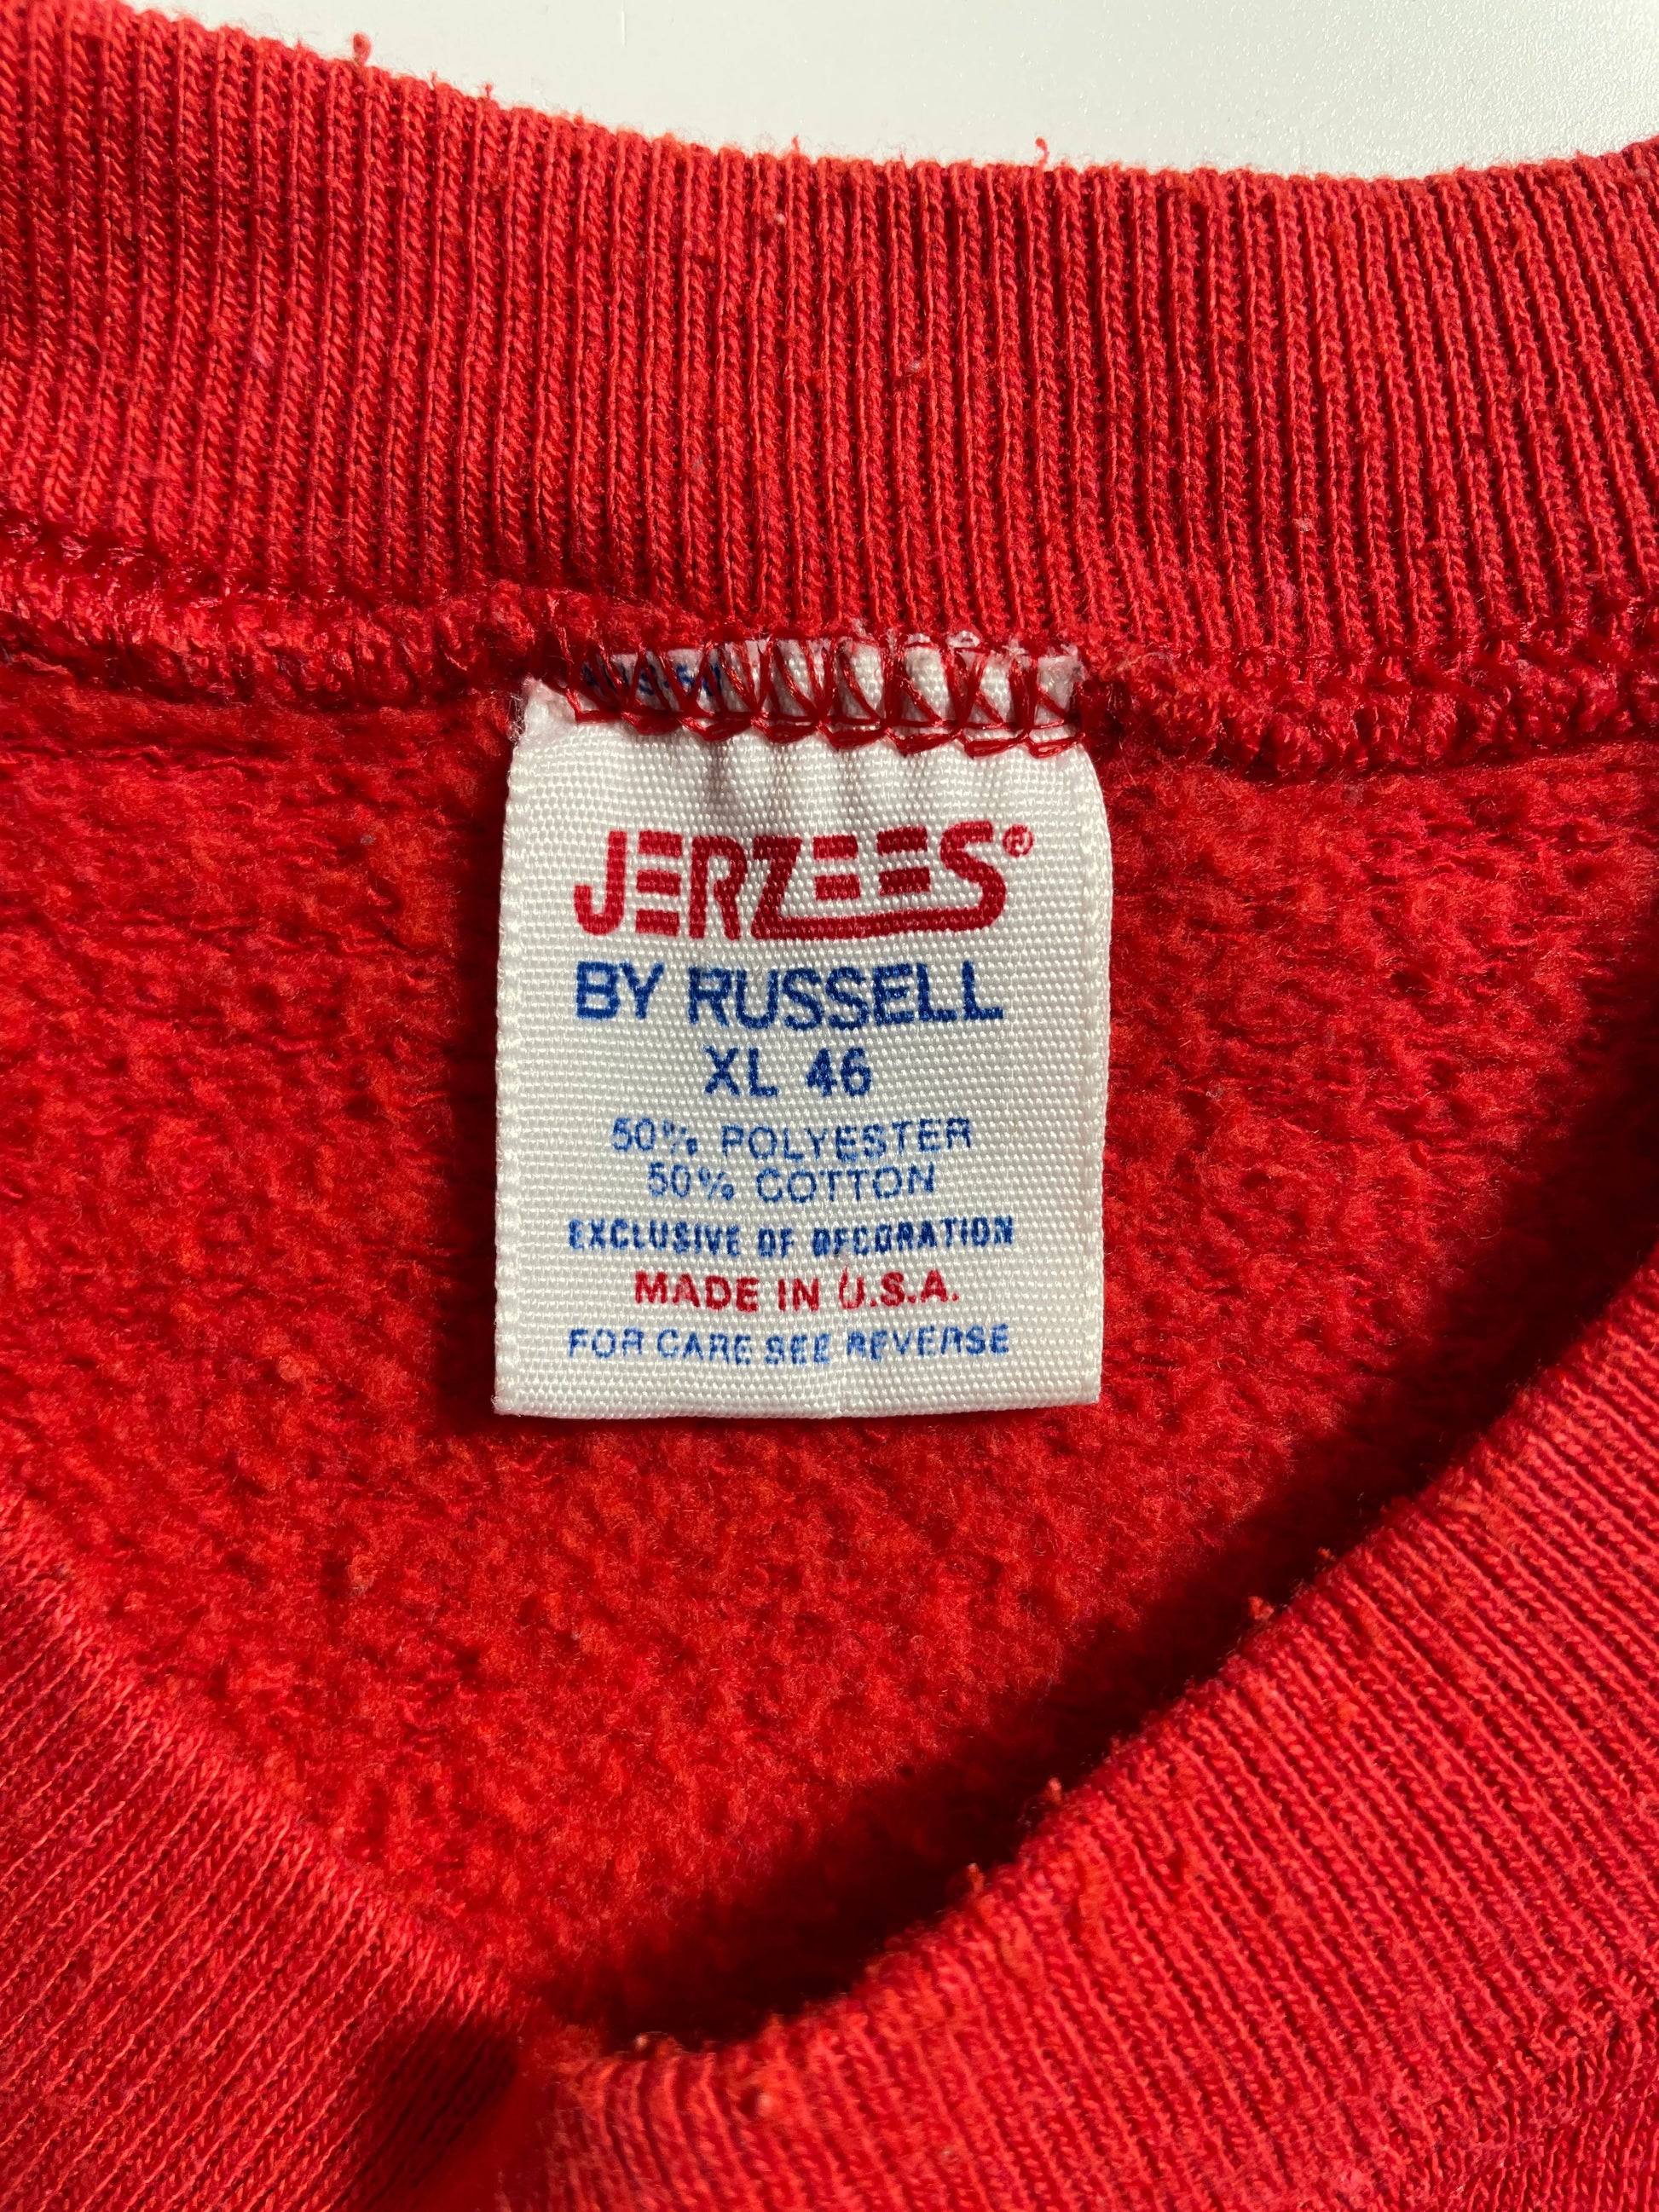 JERZEES®
BY RUSSELL
XL 46
50% POLYESTER
50% COTTON
EXCLUSIVE OF DECORATION
MADE IN U.S.A.
FOR CARE SEE REVERSE